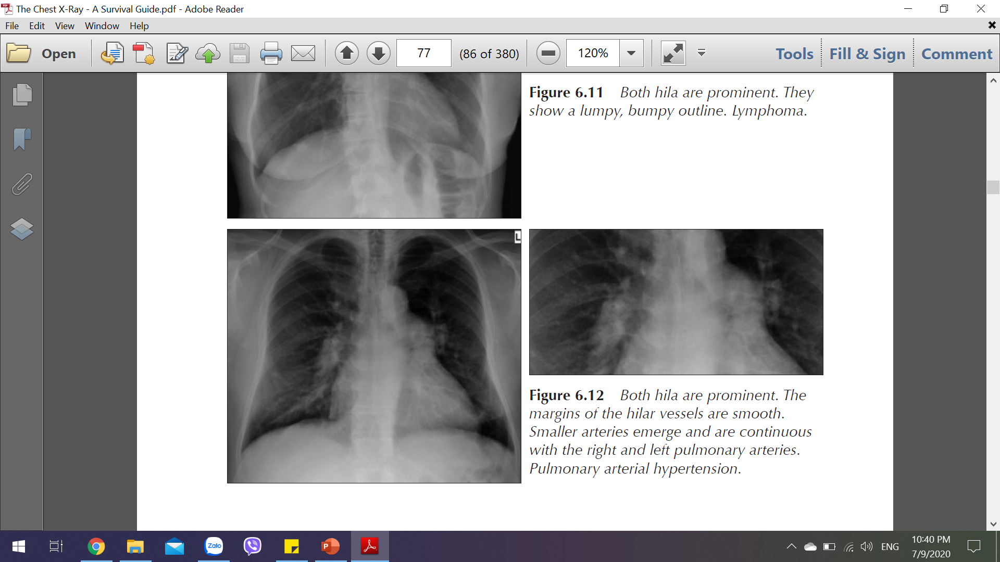 The Chest X-Ray - A Survival Guide.pdf - Adobe Reader
File Edit View Window Help
Open 77 (86 of 380) 120% Tools Fill & Sign Comment
Figure 6.11 Both hila are prominent. They
show a lumpy, bumpy outline. Lymphoma.
L
Figure 6.12 Both hila are prominent. The
margins of the hilar vessels are smooth.
Smaller arteries emerge and are continuous
with the right and left pulmonary arteries.
Pulmonary arterial hypertension.
Zalo
P
ENG
10:40 PM
7/9/2020